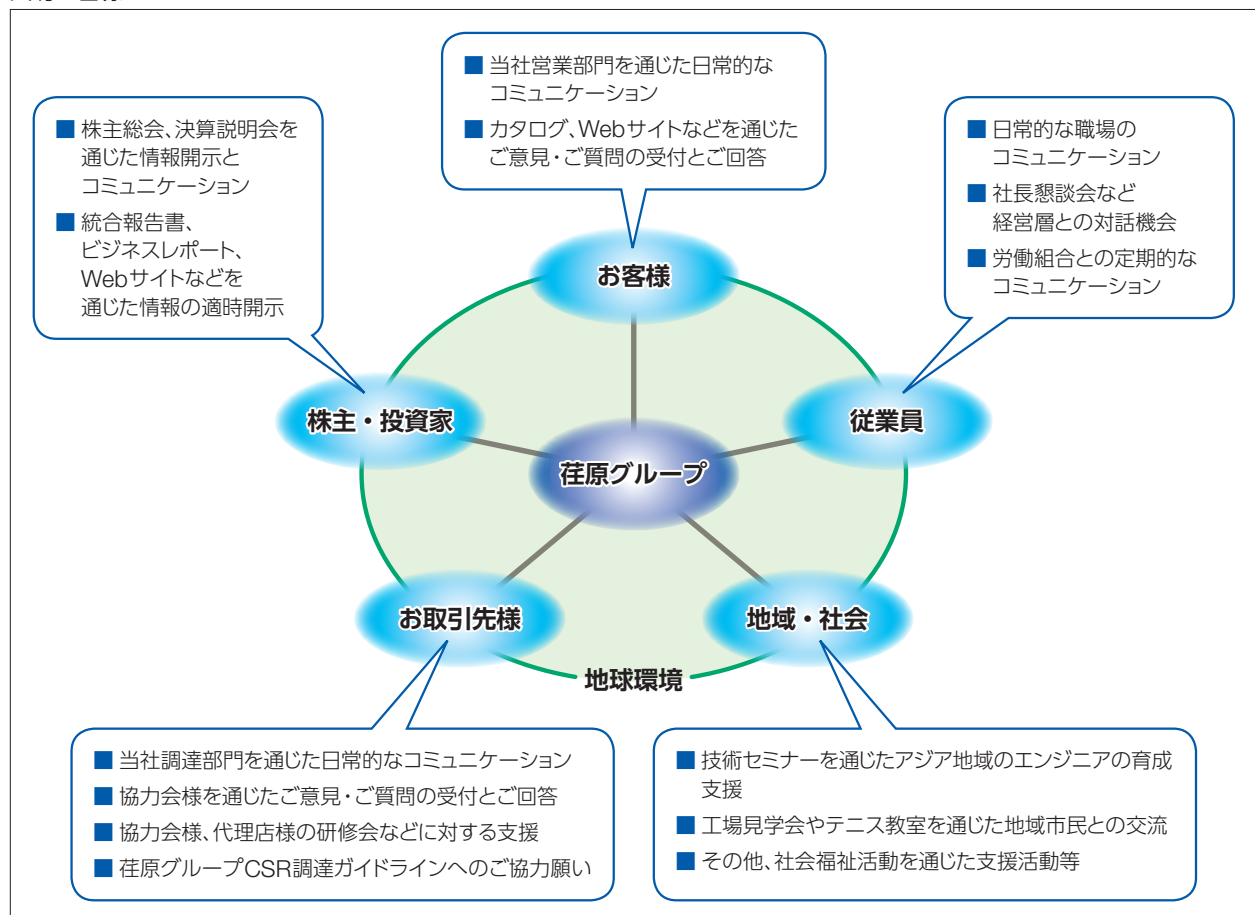 ■ 当社営業部門を通じた日常的な
コミュニケーション
■ カタログ、Webサイトなどを通じた
ご意見・ご質問の受付とご回答
■ 株主総会、決算説明会を
通じた情報開示と
コミュニケーション
■ 統合報告書、
ビジネスレポート、
Webサイトなどを
通じた情報の適時開示
■ 日常的な職場の
コミュニケーション
■ 社長懇談会など
経営層との対話機会
■ 労働組合との定期的な
コミュニケーション
お客様
株主・投資家
従業員
荏原グループ
お取引先様
地域・社会
地球環境
■ 当社調達部門を通じた日常的なコミュニケーション
■ 協力会様を通じたご意見・ご質問の受付とご回答
■ 協力会様、代理店様の研修会などに対する支援
■ 荏原グループCSR調達ガイドラインへのご協力願い
■ 技術セミナーを通じたアジア地域のエンジニアの育成
支援
■ 工場見学会やテニス教室を通じた地域市民との交流
■ その他、社会福祉活動を通じた支援活動等